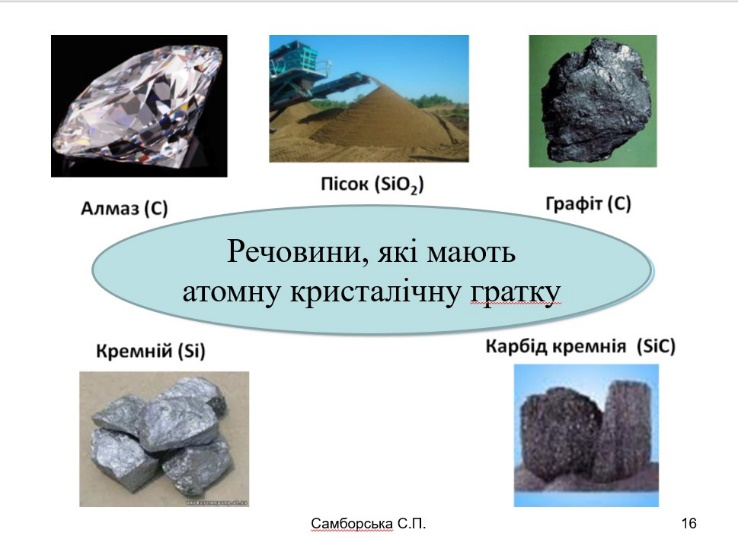 Алмаз (С)
Пісок (SiO₂)
Графіт (С)
Речовини, які мають
атомну кристалічну гратку
Кремній (Si)
Карбід кремнія (SiC)
Самборська С.П.
16